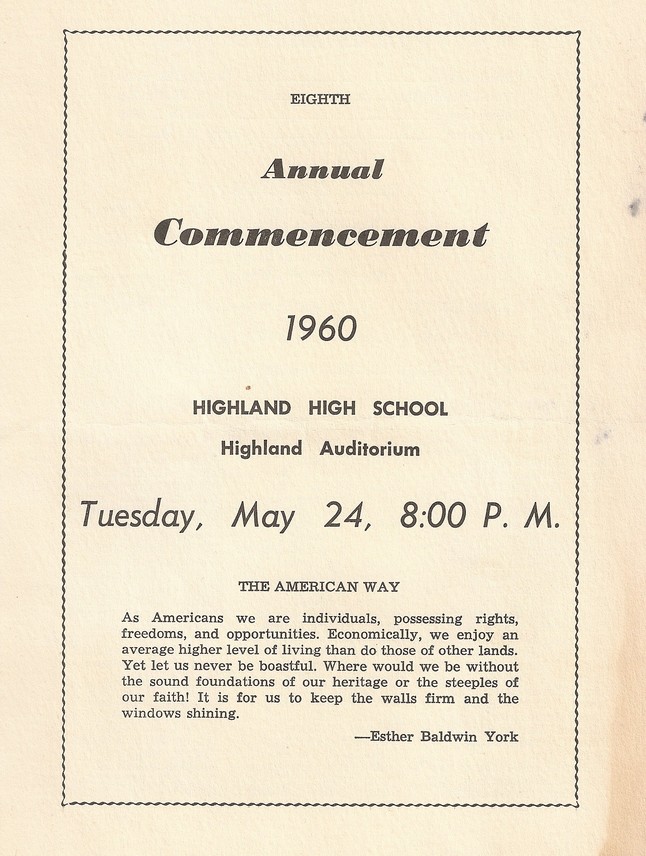 EIGHTH
Annual
Commencement
1960
HIGHLAND HIGH SCHOOL
Highland Auditorium
Tuesday, May 24, 8:00 P. M.
THE AMERICAN WAY
As Americans we are individuals, possessing rights,
freedoms, and opportunities. Economically, we enjoy an
average higher level of living than do those of other lands.
Yet let us never be boastful. Where would we be without
the sound foundations of our heritage or the steeples of
our faith! It is for us to keep the walls firm and the
windows shining.
—Esther Baldwin York